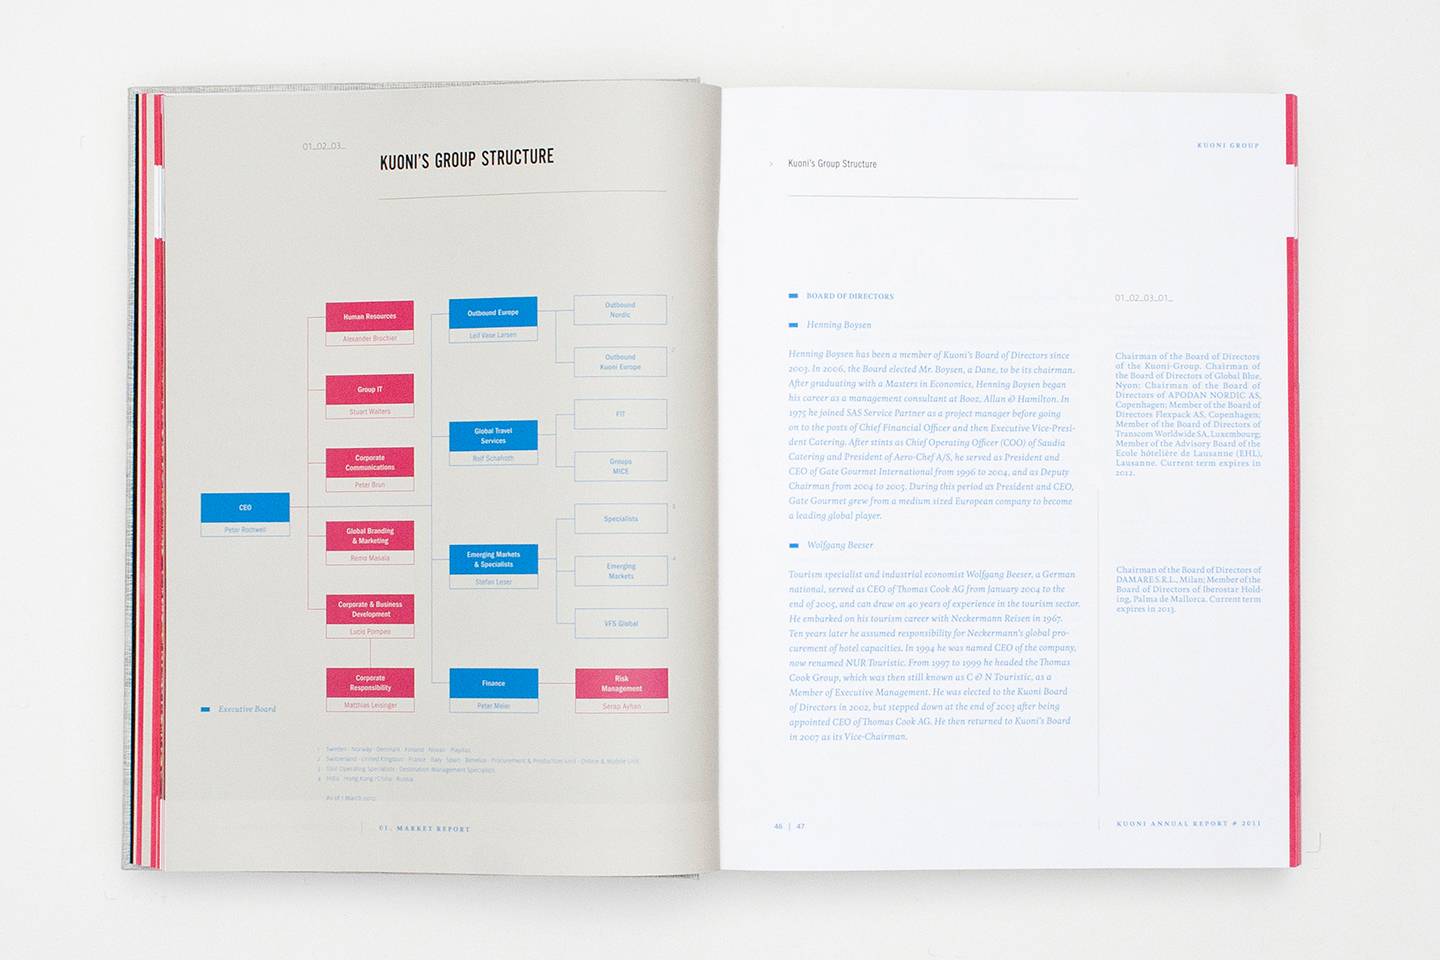 01_02_03_
KUONI'S GROUP STRUCTURE
Human Resources
Alexander Brochier
Group IT
Stuart Walters
Corporate
Communications
Peter Brun
CEO
Peter Rothwell
Global Branding
& Marketing
Remo Masala
Corporate & Business
Development
Lucio Pompeo
Corporate
Responsibility
Matthias Leisinger
Outbound Europe
Leif Vase Larsen
Global Travel
Services
Rolf Schafroth
Emerging Markets
& Specialists
Stefan Leser
Finance
Peter Meier
Outbound
Nordic
1
Outbound
Kuoni Europe
2
FIT
Groups
MICE
Specialists
3
Emerging
Markets
4
VFS Global
Risk
Management
Serap Ayhan
Executive Board
1 Sweden · Norway · Denmark · Finland · Novair · Playitas
2 Switzerland · United Kingdom · France · Italy · Spain · Benelux · Procurement & Production Unit · Online & Mobile Unit
3 Tour Operating Specialists · Destination Management Specialists
4 India · Hong Kong /China · Russia
As of 1 March 2012
01. MARKET REPORT
KUONI GROUP
> Kuoni's Group Structure
BOARD OF DIRECTORS
Henning Boysen
Henning Boysen has been a member of Kuoni's Board of Directors since
2003. In 2006, the Board elected Mr. Boysen, a Dane, to be its chairman.
After graduating with a Masters in Economics, Henning Boysen began
his career as a management consultant at Booz, Allan & Hamilton. In
1975 he joined SAS Service Partner as a project manager before going
on to the posts of Chief Financial Officer and then Executive Vice-Presi-
dent Catering. After stints as Chief Operating Officer (COO) of Saudia
Catering and President of Aero-Chef A/S, he served as President and
CEO of Gate Gourmet International from 1996 to 2004, and as Deputy
Chairman from 2004 to 2005. During this period as President and CEO,
Gate Gourmet grew from a medium sized European company to become
a leading global player.
Wolfgang Beeser
Tourism specialist and industrial economist Wolfgang Beeser, a German
national, served as CEO of Thomas Cook AG from January 2004 to the
end of 2005, and can draw on 40 years of experience in the tourism sector.
He embarked on his tourism career with Neckermann Reisen in 1967.
Ten years later he assumed responsibility for Neckermann's global pro-
curement of hotel capacities. In 1994 he was named CEO of the company,
now renamed NUR Touristic. From 1997 to 1999 he headed the Thomas
Cook Group, which was then still known as C & N Touristic, as a
Member of Executive Management. He was elected to the Kuoni Board
of Directors in 2002, but stepped down at the end of 2003 after being
appointed CEO of Thomas Cook AG. He then returned to Kuoni's Board
in 2007 as its Vice-Chairman.
01_02_03_01_
Chairman of the Board of Directors
of the Kuoni-Group. Chairman of
the Board of Directors of Global Blue,
Nyon; Chairman of the Board of
Directors of APODAN NORDIC AS,
Copenhagen; Member of the Board of
Directors Flexpack AS, Copenhagen;
Member of the Board of Directors of
Transcom Worldwide SA, Luxembourg;
Member of the Advisory Board of the
Ecole hôtelière de Lausanne (EHL),
Lausanne. Current term expires in
2012.
Chairman of the Board of Directors of
DAMARE S.R.L., Milan; Member of the
Board of Directors of Iberostar Hold-
ing, Palma de Mallorca. Current term
expires in 2013.
46 | 47
KUONI ANNUAL REPORT # 2011